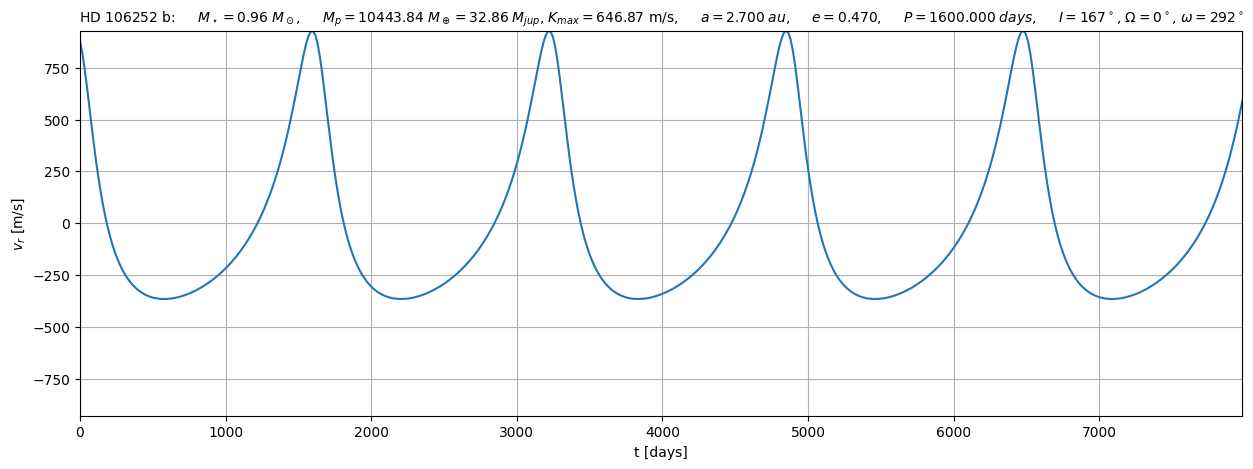 HD 106252 b: M⋆ = 0.96 M⊙, Mp = 10443.84 M⊕ = 32.86 Mjup, Kmax = 646.87 m/s, a = 2.700 au, e = 0.470, P = 1600.000 days, I = 167°, Ω = 0°, ω = 292°
750
500
250
0
−250
−500
−750
vr [m/s]
0 1000 2000 3000 4000 5000 6000 7000
t [days]